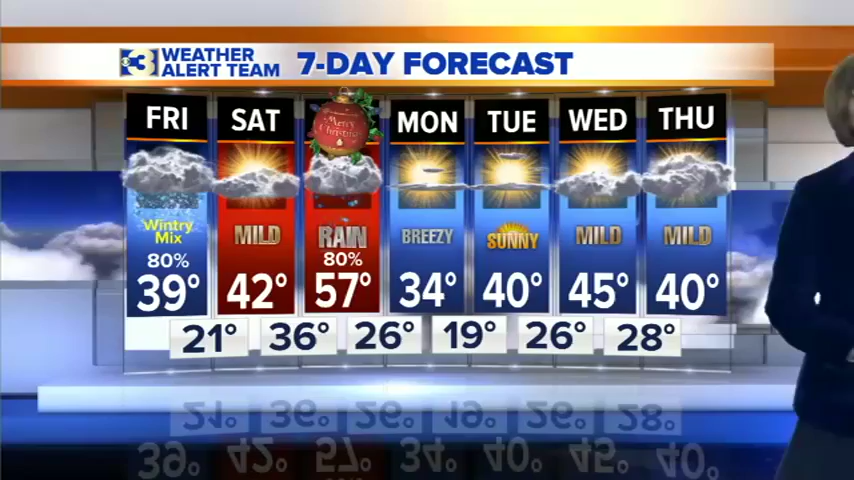 3 WEATHER
ALERT TEAM
7-DAY FORECAST
FRI SAT Merry Christmas MON TUE WED THU
Wintry Mix MILD RAIN BREEZY SUNNY MILD MILD
80% 80%
39° 42° 57° 34° 40° 45° 40°
21° 36° 26° 19° 26° 28°